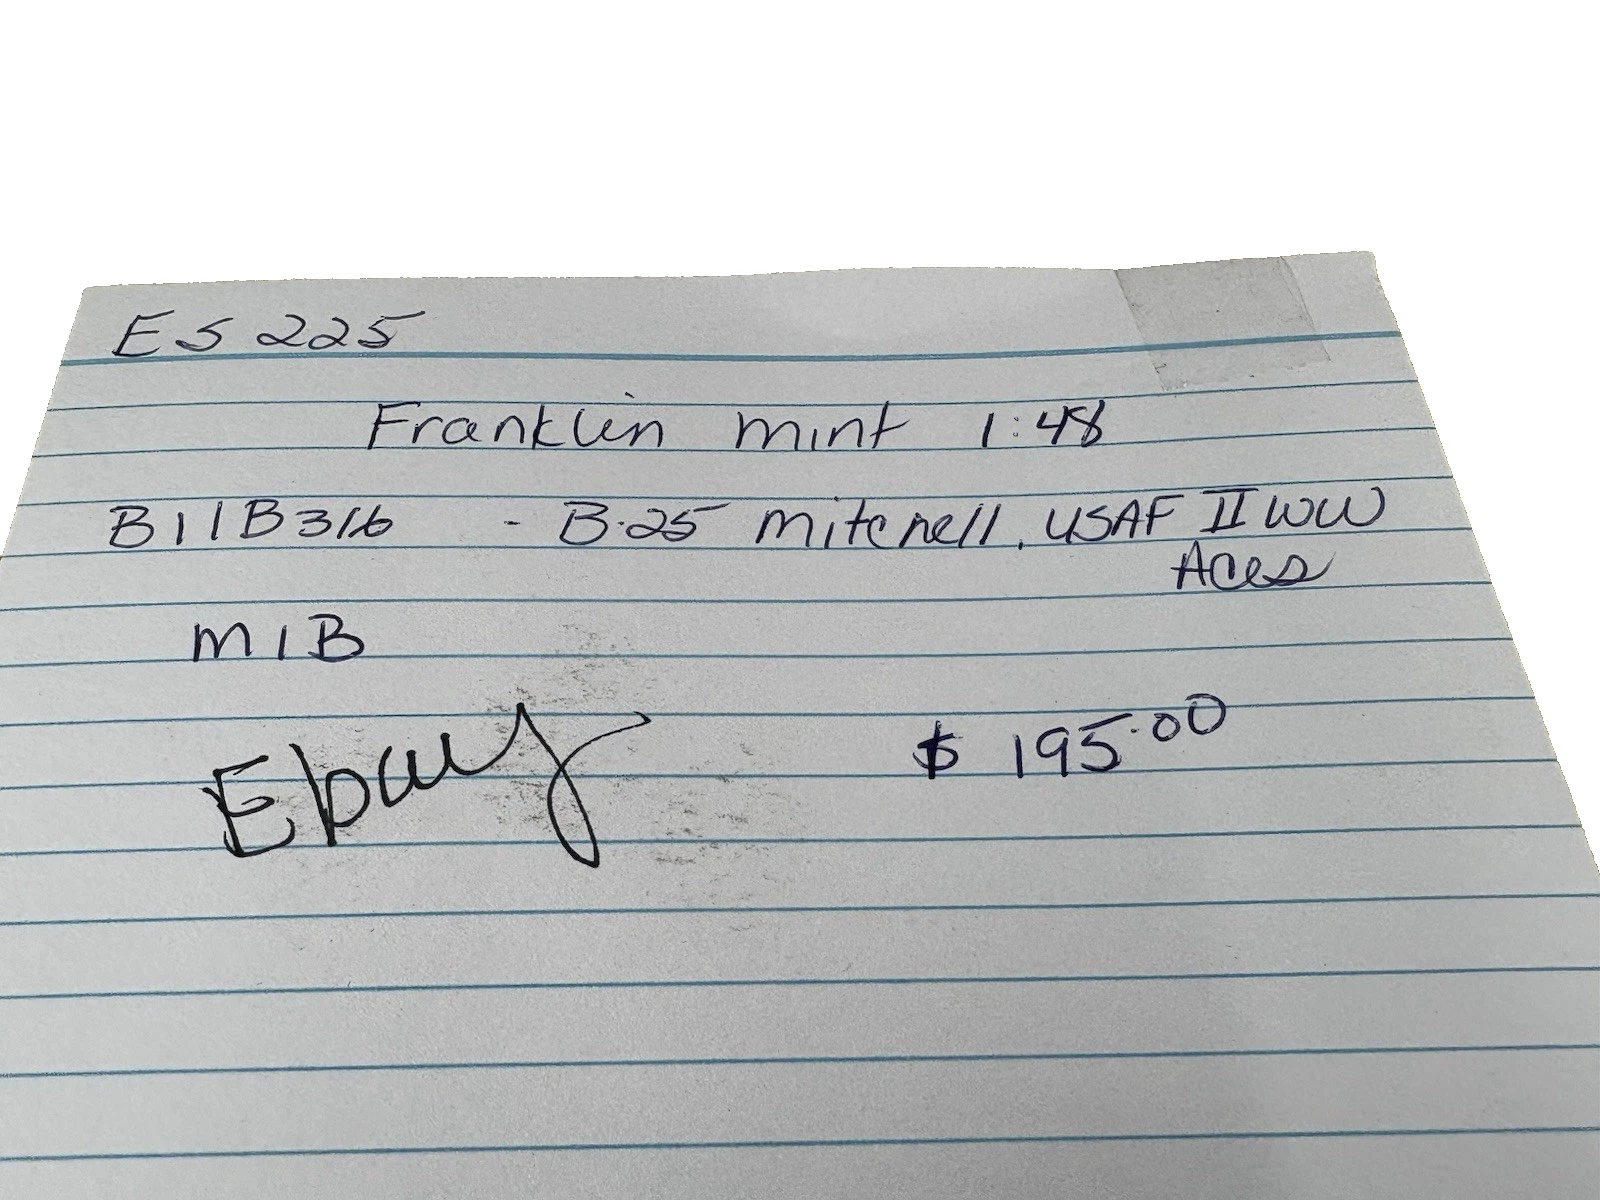 ES 225
Franklin mint 1:48
B11B316 - B-25 Mitchell, USAF II WW
Aces
MIB
Ebay $ 195.00